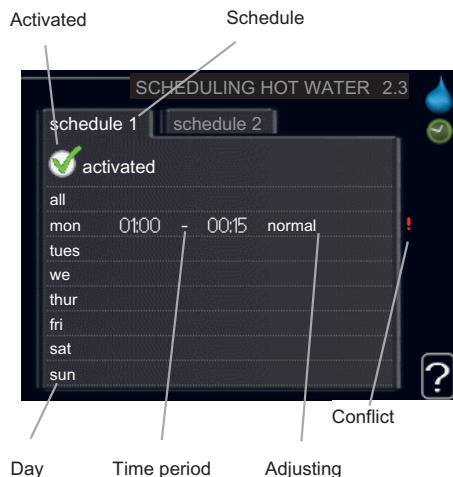 Activated
Schedule
SCHEDULING HOT WATER 2.3
schedule 1
schedule 2
activated
all
mon 01:00 - 00:15 normal !
tues
we
thur
fri
sat
sun
?
Conflict
Day
Time period
Adjusting